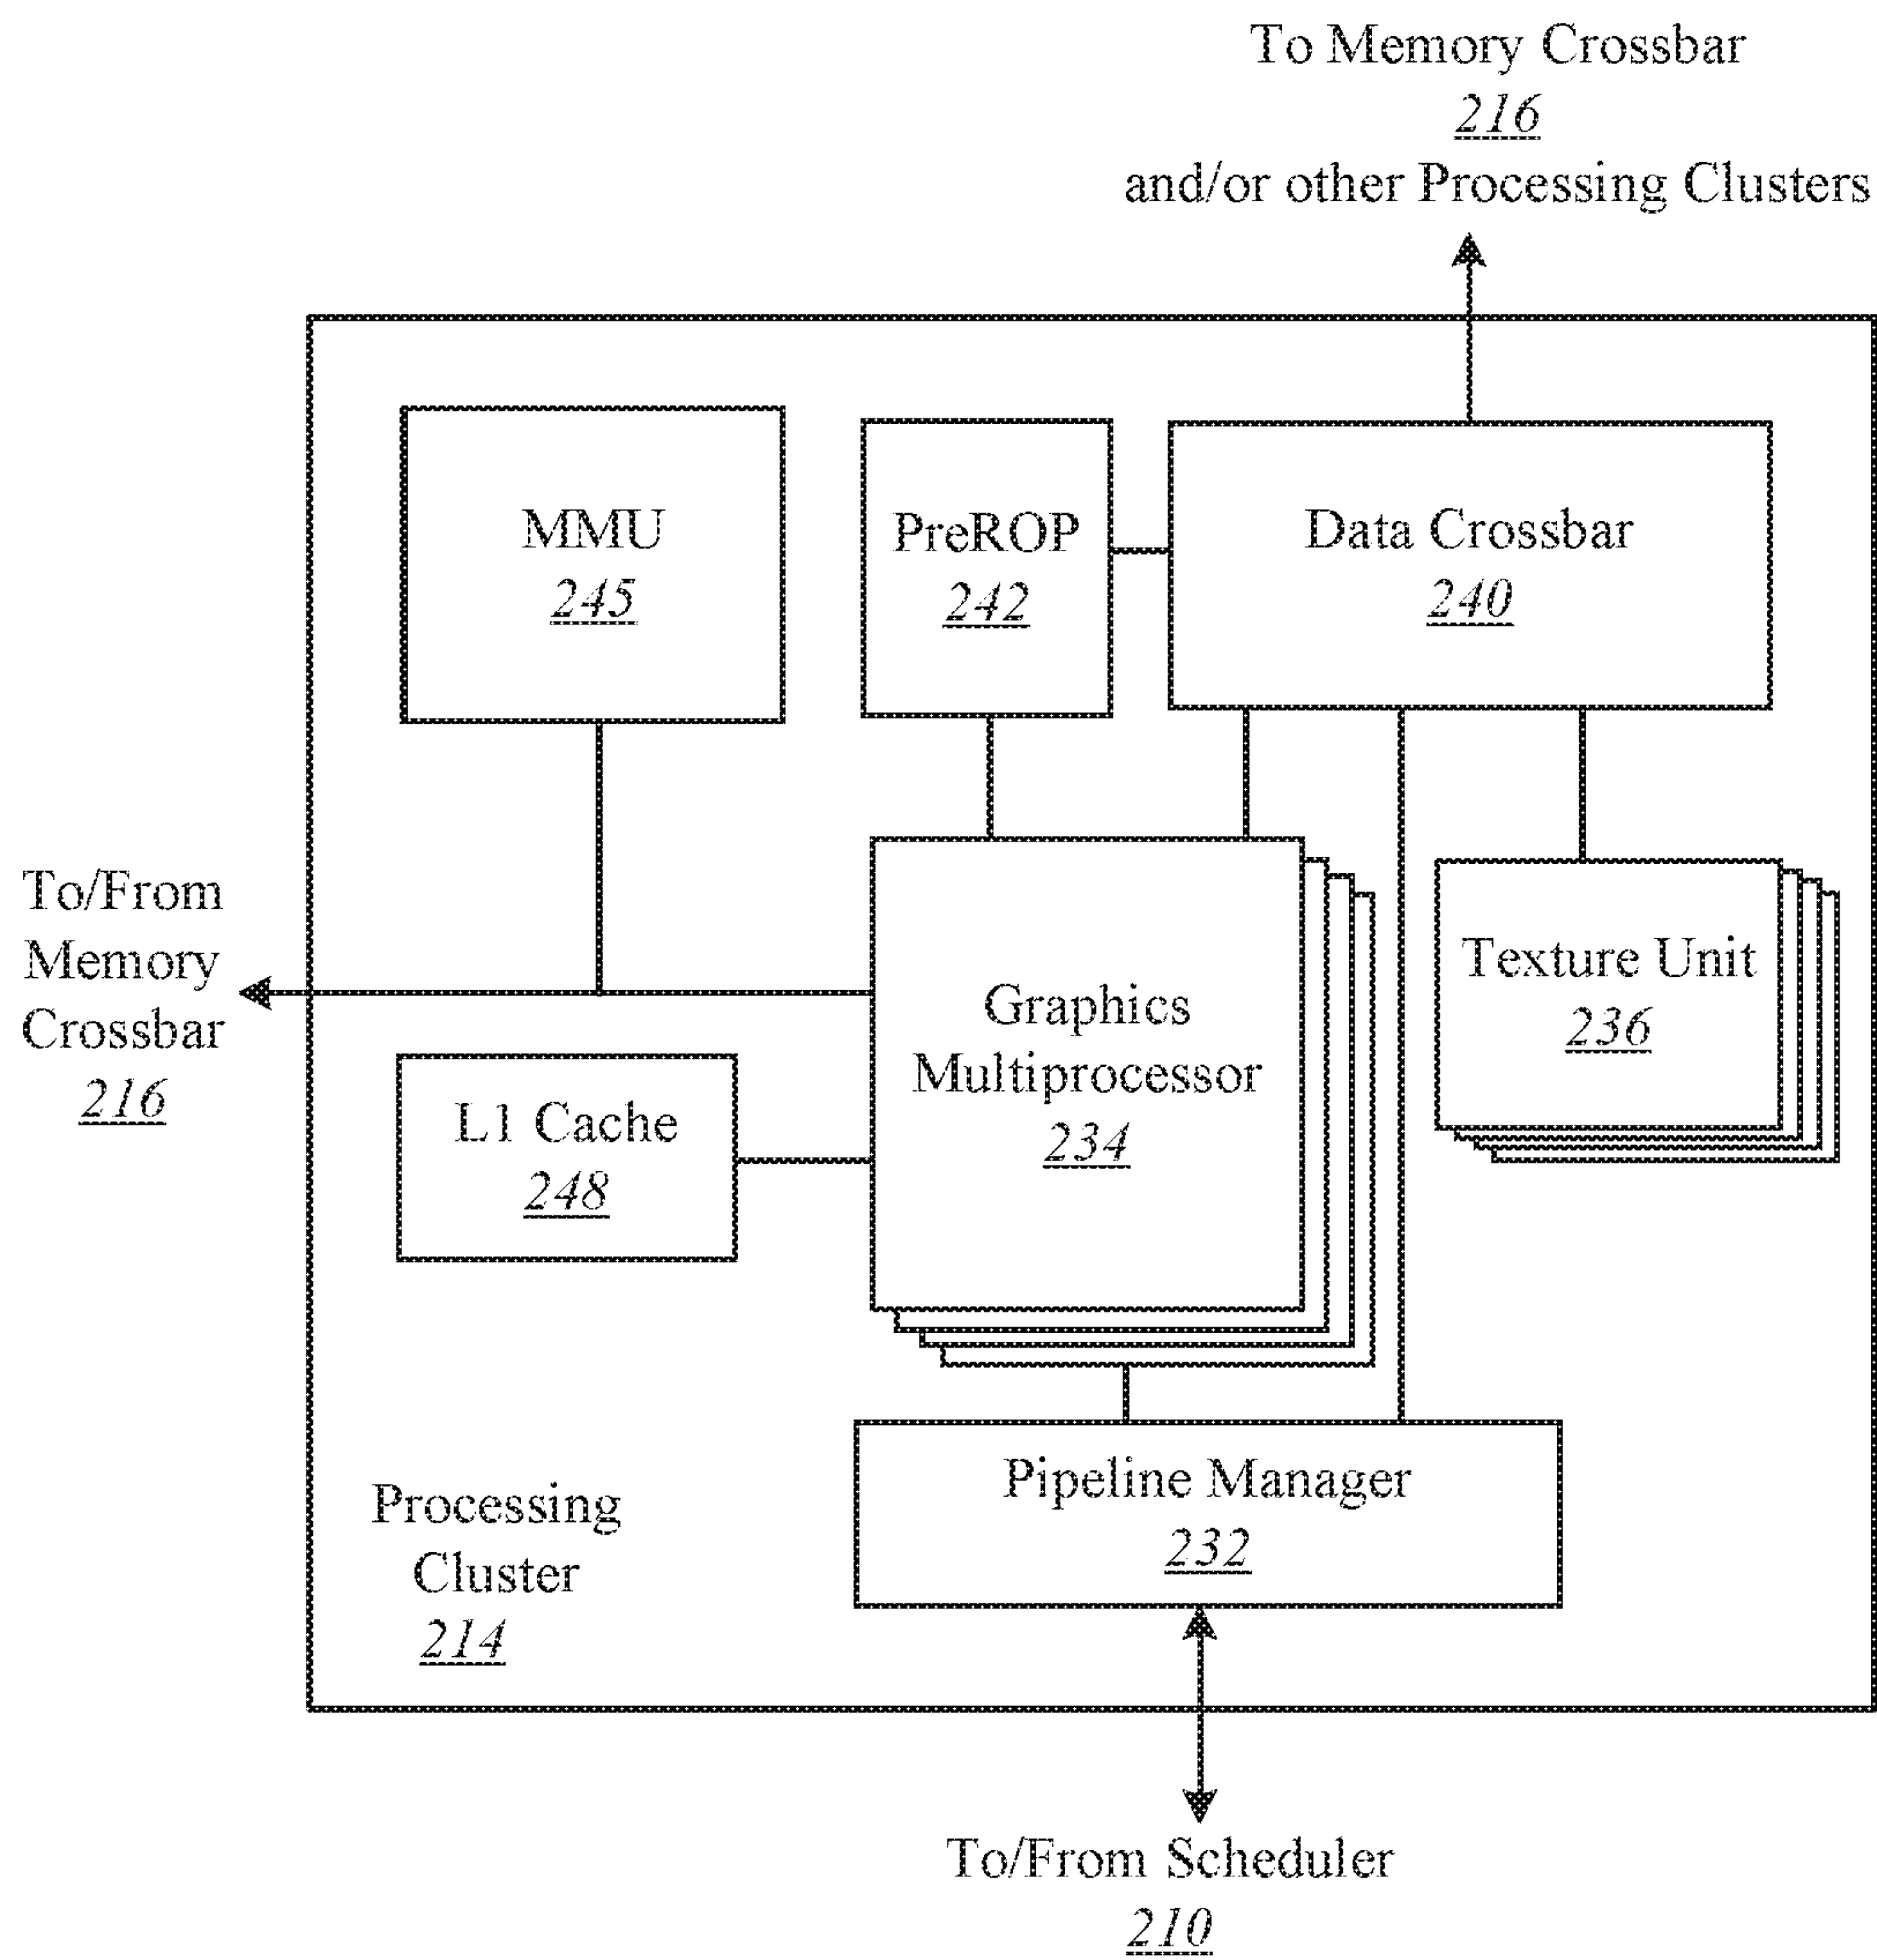 To Memory Crossbar
216
and/or other Processing Clusters
MMU
245
PreROP
242
Data Crossbar
240
To/From
Memory
Crossbar
216
Graphics
Multiprocessor
234
Texture Unit
236
L1 Cache
248
Pipeline Manager
232
Processing
Cluster
214
To/From Scheduler
210